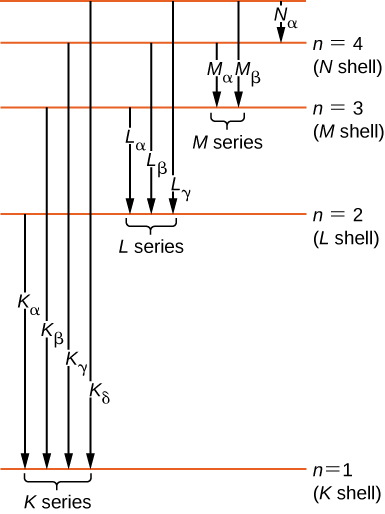 Nα
n = 4
(N shell)
Mα
Mβ
n = 3
(M shell)
M series
Lα
Lβ
Lγ
n = 2
(L shell)
L series
Kα
Kβ
Kγ
Kδ
n=1
(K shell)
K series